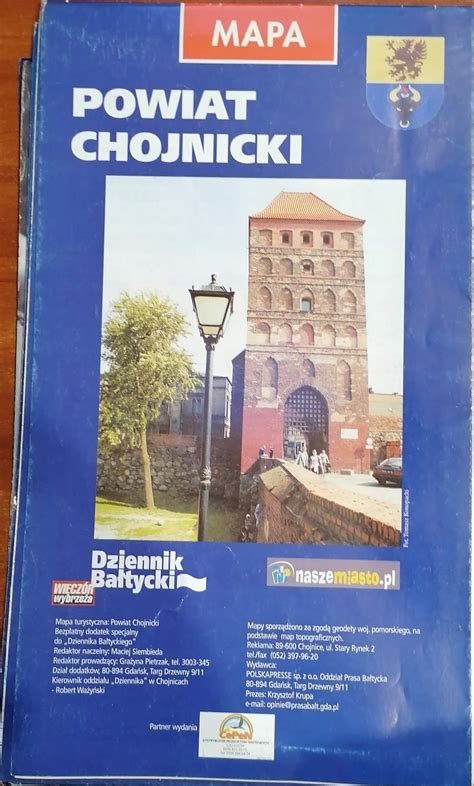 MAPA
POWIAT
CHOJNICKI
Fot. Tomasz Konopacki
Dziennik
Bałtycki
WIECZÓR
wybrzeża
naszemiasto.pl
Mapa turystyczna: Powiat Chojnicki
Bezpłatny dodatek specjalny
do „Dziennika Bałtyckiego”
Redaktor naczelny: Maciej Siembieda
Redaktor prowadzący: Grażyna Pietrzak, tel. 3003-345
Dział dodatków, 80-894 Gdańsk, Targ Drzewny 9/11
Kierownik oddziału „Dziennika” w Chojnicach
- Robert Ważyński
Mapy sporządzono za zgodą geodety woj. pomorskiego, na
podstawie map topograficznych.
Reklama: 89-600 Chojnice, ul. Stary Rynek 2
tel./fax (052) 397-96-20
Wydawca:
POLSKAPRESSE sp. z o.o. Oddział Prasa Bałtycka
80-894 Gdańsk, Targ Drzewny 9/11
Prezes: Krzysztof Krupa
e-mail: opinie@prasabalt.gda.pl
Partner wydania
CePeN